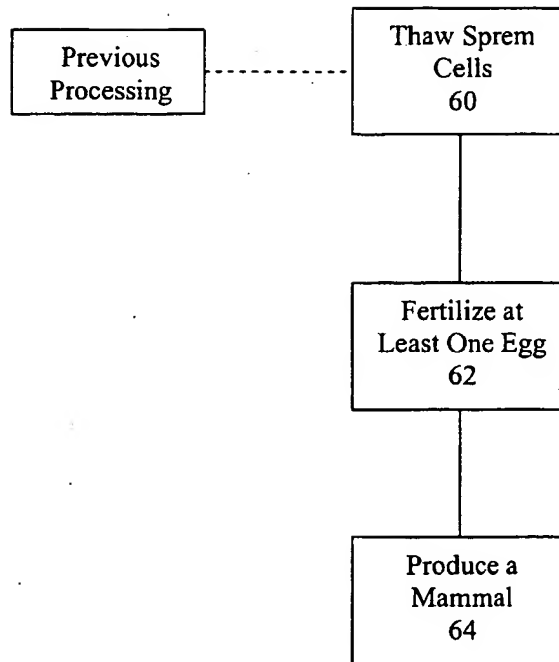 Previous
Processing
Thaw Sprem
Cells
60
Fertilize at
Least One Egg
62
Produce a
Mammal
64